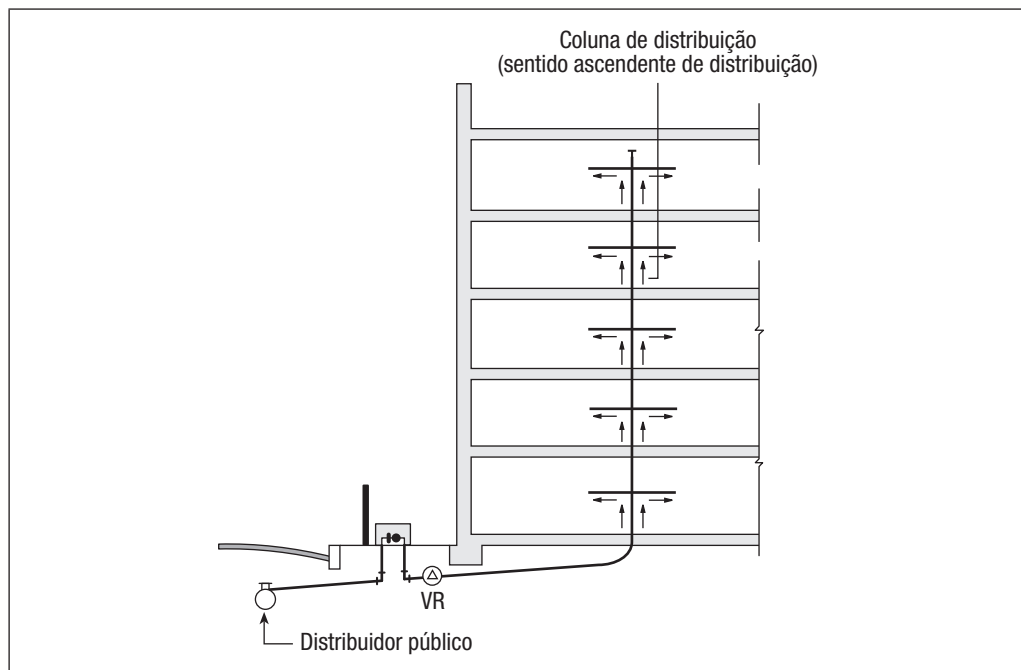 Coluna de distribuição
(sentido ascendente de distribuição)
VR
Distribuidor público